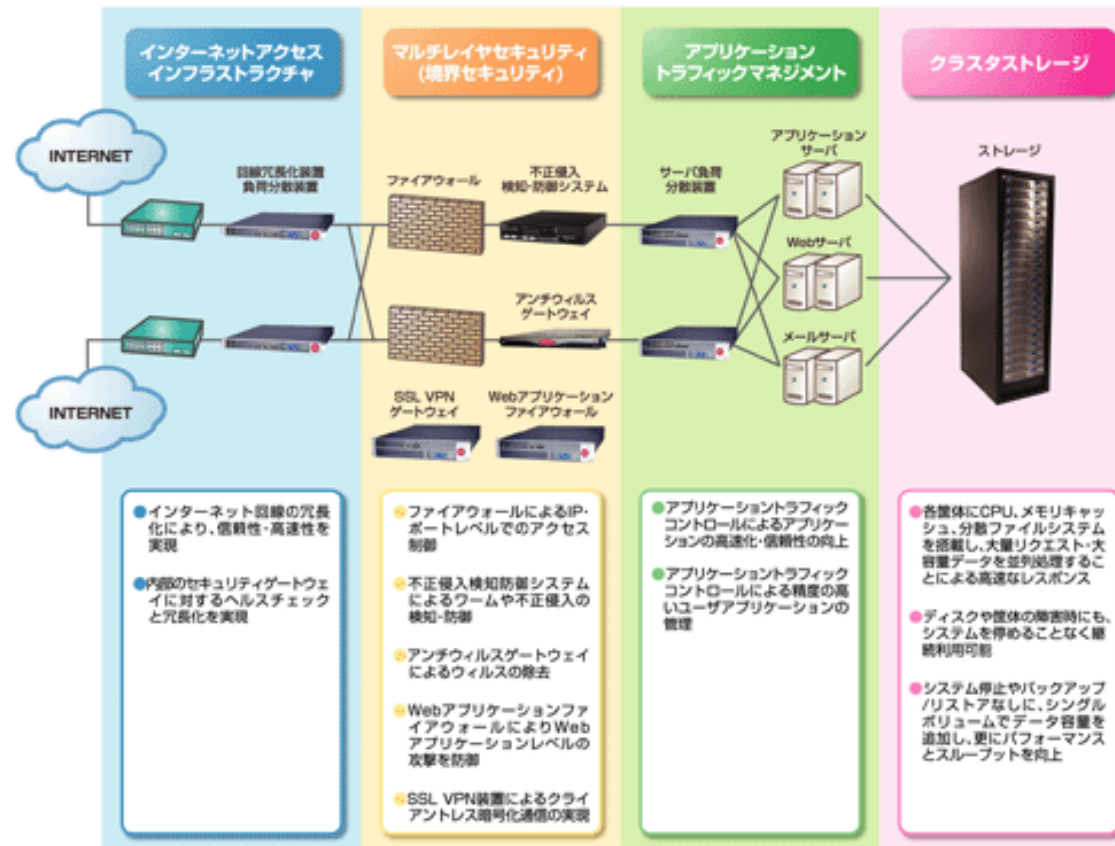 インターネットアクセス
インフラストラクチャ
マルチレイヤセキュリティ
(境界セキュリティ)
アプリケーション
トラフィックマネジメント
クラスタストレージ
INTERNET
回線冗長化装置
負荷分散装置
ファイアウォール
不正侵入
検知・防御システム
サーバ負荷
分散装置
アプリケーション
サーバ
ストレージ
Webサーバ
アンチウィルス
ゲートウェイ
メールサーバ
INTERNET
SSL VPN
ゲートウェイ
Webアプリケーション
ファイアウォール
●インターネット回線の冗長
化により、信頼性・高速性を
実現
●内部のセキュリティゲートウェ
イに対するヘルスチェック
と冗長化を実現
●ファイアウォールによるIP・
ポートレベルでのアクセス
制御
●不正侵入検知防御システム
によるワームや不正侵入の
検知・防御
●アンチウィルスゲートウェイ
によるウィルスの除去
●Webアプリケーションファ
イアウォールによりWeb
アプリケーションレベルの
攻撃を防御
●SSL VPN装置によるクライ
アントレス暗号化通信の実現
●アプリケーショントラフィック
コントロールによるアプリケー
ションの高速化・信頼性の向上
●アプリケーショントラフィック
コントロールによる精度の高
いユーザアプリケーションの
管理
●各筐体にCPU、メモリキャッ
シュ、分散ファイルシステム
を搭載し、大量リクエスト・大
容量データを並列処理するこ
とによる高速なレスポンス
●ディスクや筐体の障害時にも、
システムを停めることなく継
続利用可能
●システム停止やバックアップ
/リストアなしに、シングル
ボリュームでデータ容量を
追加し、更にパフォーマンス
とスループットを向上